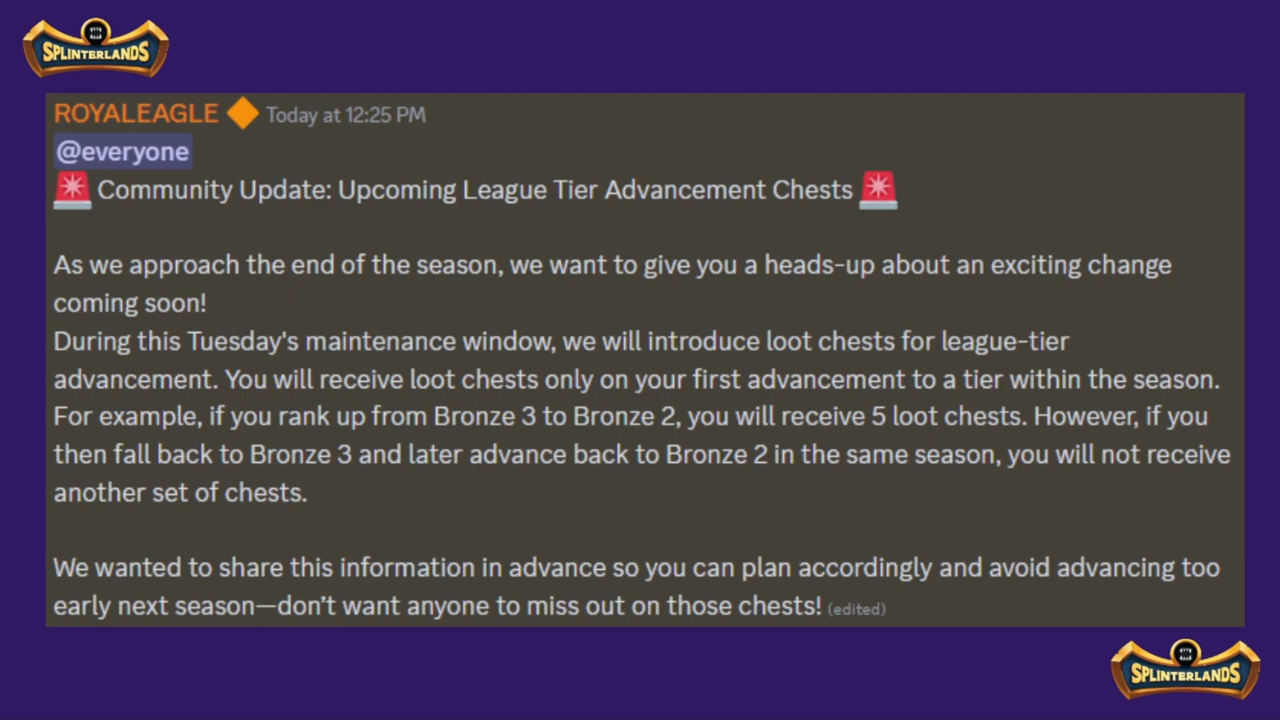 SPLINTERLANDS
ROYALEAGLE Today at 12:25 PM
@everyone
Community Update: Upcoming League Tier Advancement Chests
As we approach the end of the season, we want to give you a heads-up about an exciting change
coming soon!
During this Tuesday's maintenance window, we will introduce loot chests for league-tier
advancement. You will receive loot chests only on your first advancement to a tier within the season.
For example, if you rank up from Bronze 3 to Bronze 2, you will receive 5 loot chests. However, if you
then fall back to Bronze 3 and later advance back to Bronze 2 in the same season, you will not receive
another set of chests.
We wanted to share this information in advance so you can plan accordingly and avoid advancing too
early next season—don’t want anyone to miss out on those chests! (edited)
SPLINTERLANDS